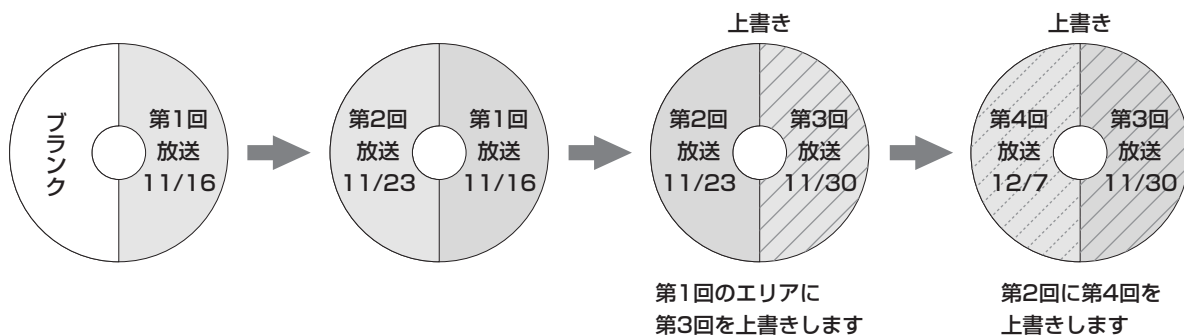 ブランク
第1回
放送
11/16
第2回
放送
11/23
第1回
放送
11/16
上書き
第2回
放送
11/23
第3回
放送
11/30
第1回のエリアに
第3回を上書きします
上書き
第4回
放送
12/7
第3回
放送
11/30
第2回に第4回を
上書きします